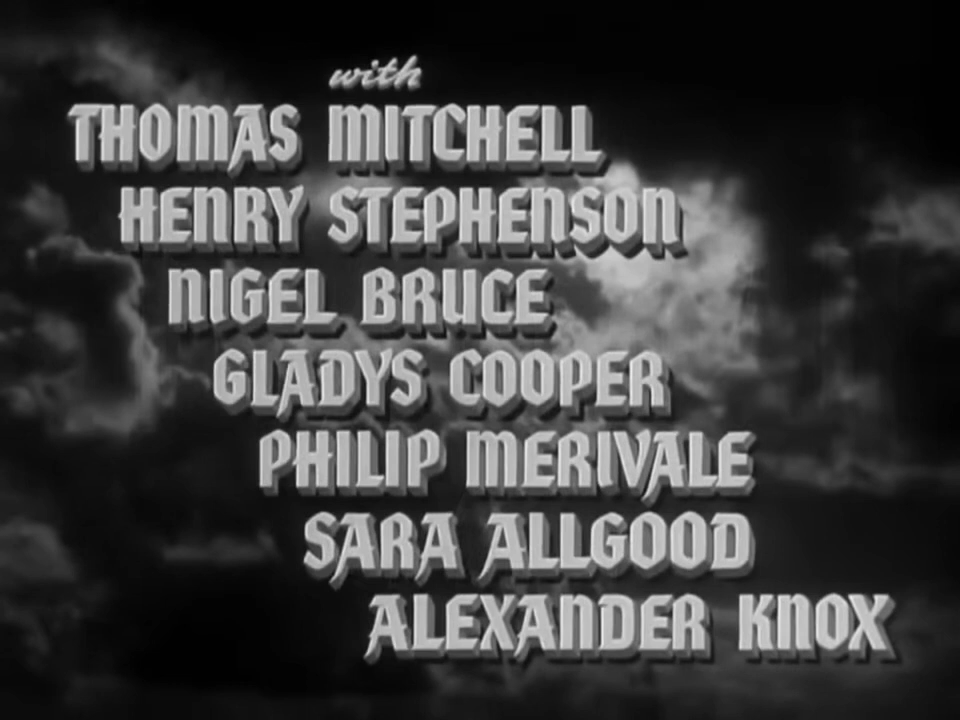 with
THOMAS MITCHELL
HENRY STEPHENSON
NIGEL BRUCE
GLADYS COOPER
PHILIP MERIVALE
SARA ALLGOOD
ALEXANDER KNOX